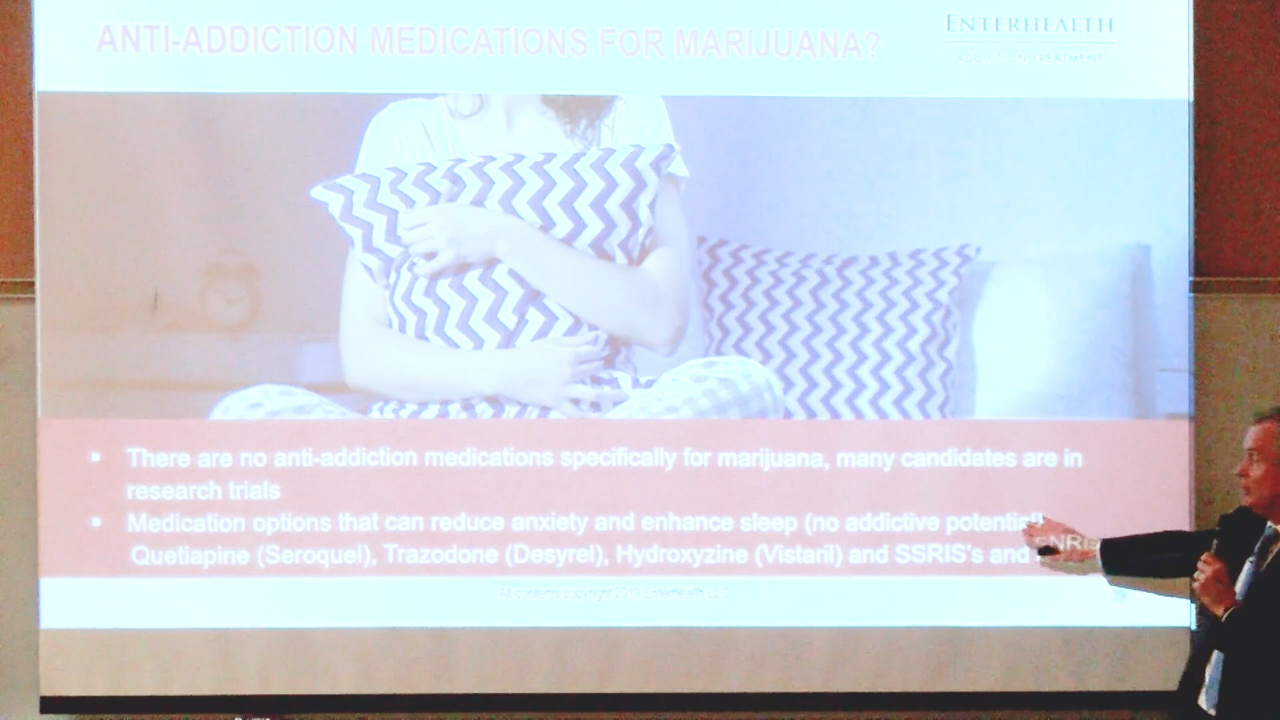 ANTI-ADDICTION MEDICATIONS FOR MARIJUANA?
ENTERHEALTH
ADDICTION TREATMENT
▪ There are no anti-addiction medications specifically for marijuana, many candidates are in
research trials
▪ Medication options that can reduce anxiety and enhance sleep (no addictive potential)
Quetiapine (Seroquel), Trazodone (Desyrel), Hydroxyzine (Vistaril) and SSRIS's and
All contents copyright 2019 Enterhealth LLC